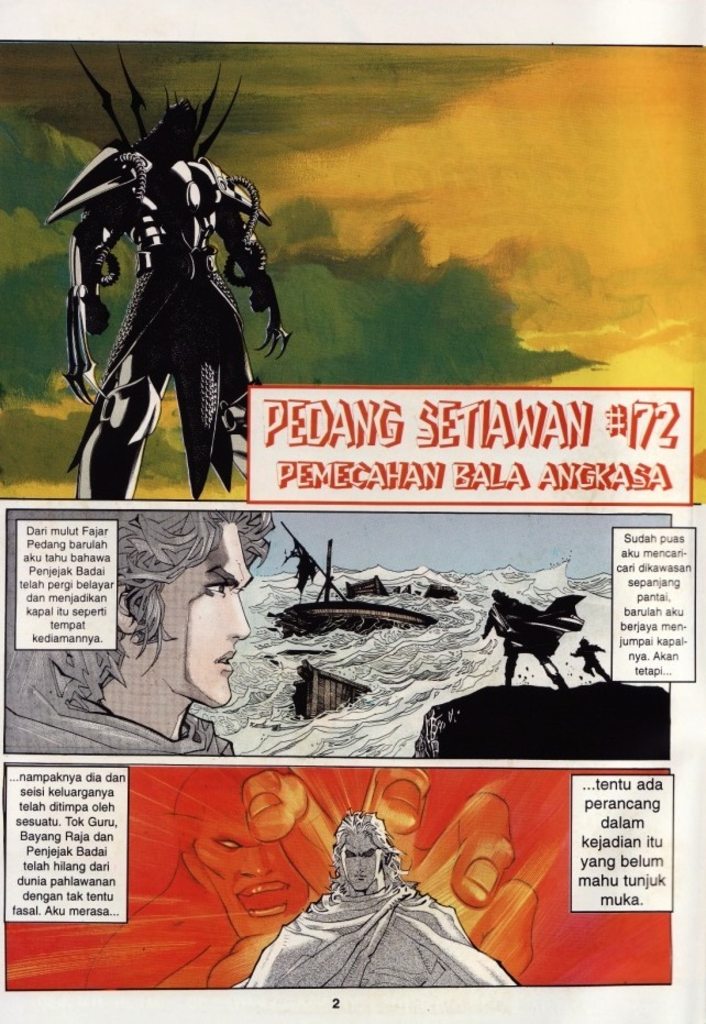 PEDANG SETIAWAN #72
PEMECAHAN BALA ANGKASA
Dari mulut Fajar
Pedang barulah
aku tahu bahawa
Penjejak Badai
telah pergi belayar
dan menjadikan
kapal itu seperti
tempat
kediamannya.
Sudah puas
aku mencari-
cari dikawasan
sepanjang
pantai,
barulah aku
berjaya men-
jumpai kapal-
nya. Akan
tetapi...
...nampaknya dia dan
seisi keluarganya
telah ditimpa oleh
sesuatu. Tok Guru,
Bayang Raja dan
Penjejak Badai
telah hilang dari
dunia pahlawanan
dengan tak tentu
fasal. Aku merasa...
...tentu ada
perancang
dalam
kejadian itu
yang belum
mahu tunjuk
muka.
2